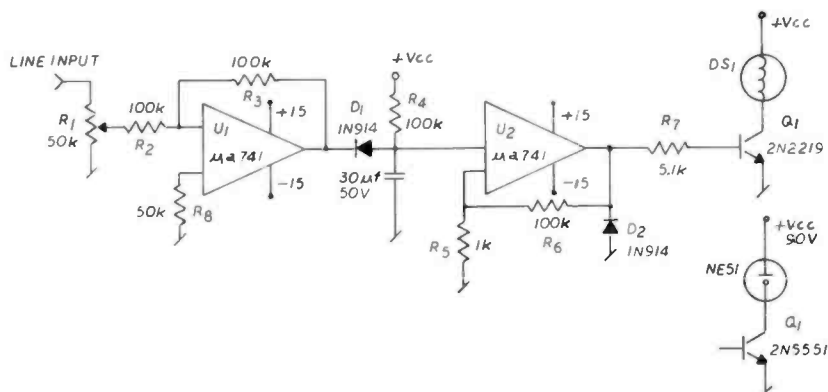 LINE INPUT
R1
50k
100k
R2
100k
R3
+15
U1
μa741
-15
50k
R8
D1
1N914
+Vcc
R4
100k
30μf
50V
+15
U2
μa741
-15
R5
1k
100k
R6
D2
1N914
R7
5.1k
+Vcc
DS1
Q1
2N2219
+Vcc
90V
NE51
Q1
2N5551